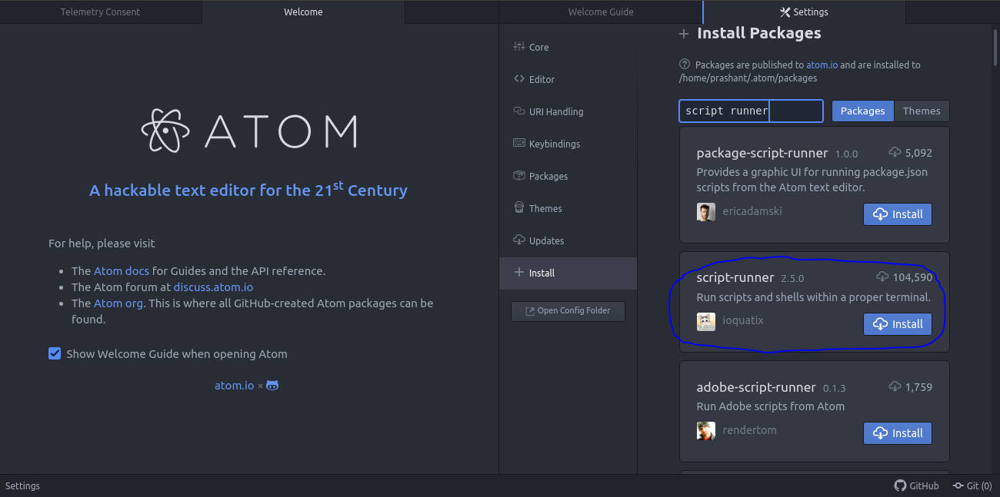 Telemetry Consent
Welcome
Welcome Guide
Settings
ATOM
A hackable text editor for the 21st Century
For help, please visit
• The Atom docs for Guides and the API reference.
• The Atom forum at discuss.atom.io
• The Atom org. This is where all GitHub-created Atom packages can be
found.
Show Welcome Guide when opening Atom
atom.io ×
Core
Editor
URI Handling
Keybindings
Packages
Themes
Updates
Install
Open Config Folder
Install Packages
Packages are published to atom.io and are installed to
/home/prashant/.atom/packages
script runner
Packages
Themes
package-script-runner 1.0.0 5,092
Provides a graphic UI for running package.json
scripts from the Atom text editor.
ericadamski
Install
script-runner 2.5.0 104,590
Run scripts and shells within a proper terminal.
ioquatix
Install
adobe-script-runner 0.1.3 1,759
Run Adobe scripts from Atom
rendertom
Install
Settings
GitHub
Git (0)